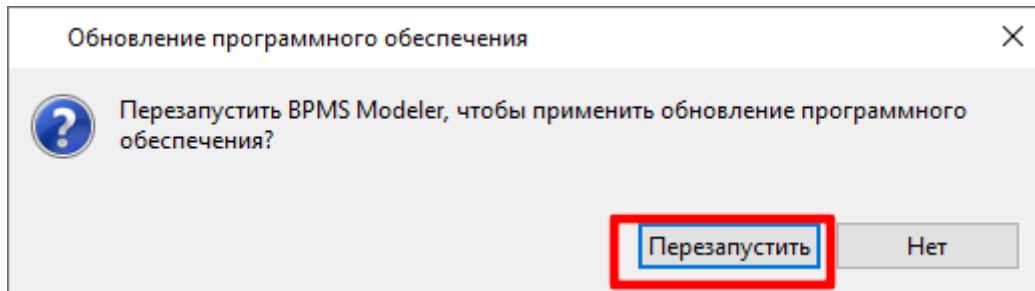 Обновление программного обеспечения
Перезапустить BPMS Modeler, чтобы применить обновление программного
обеспечения?
Перезапустить
Нет